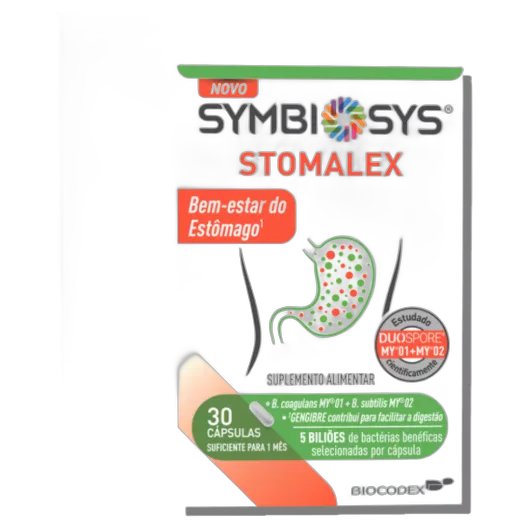 NOVO
SYMBIOSYS®
STOMALEX
Bem-estar do
Estômago¹
Estudado
DUOSPORE®
MY®01+MY®02
cientificamente
SUPLEMENTO ALIMENTAR
30
CÁPSULAS
SUFICIENTE PARA 1 MÊS
• B. coagulans MY®01 + B. subtilis MY®02
• ¹GENGIBRE contribui para facilitar a digestão
5 BILIÕES de bactérias benéficas
selecionadas por cápsula
BIOCODEX